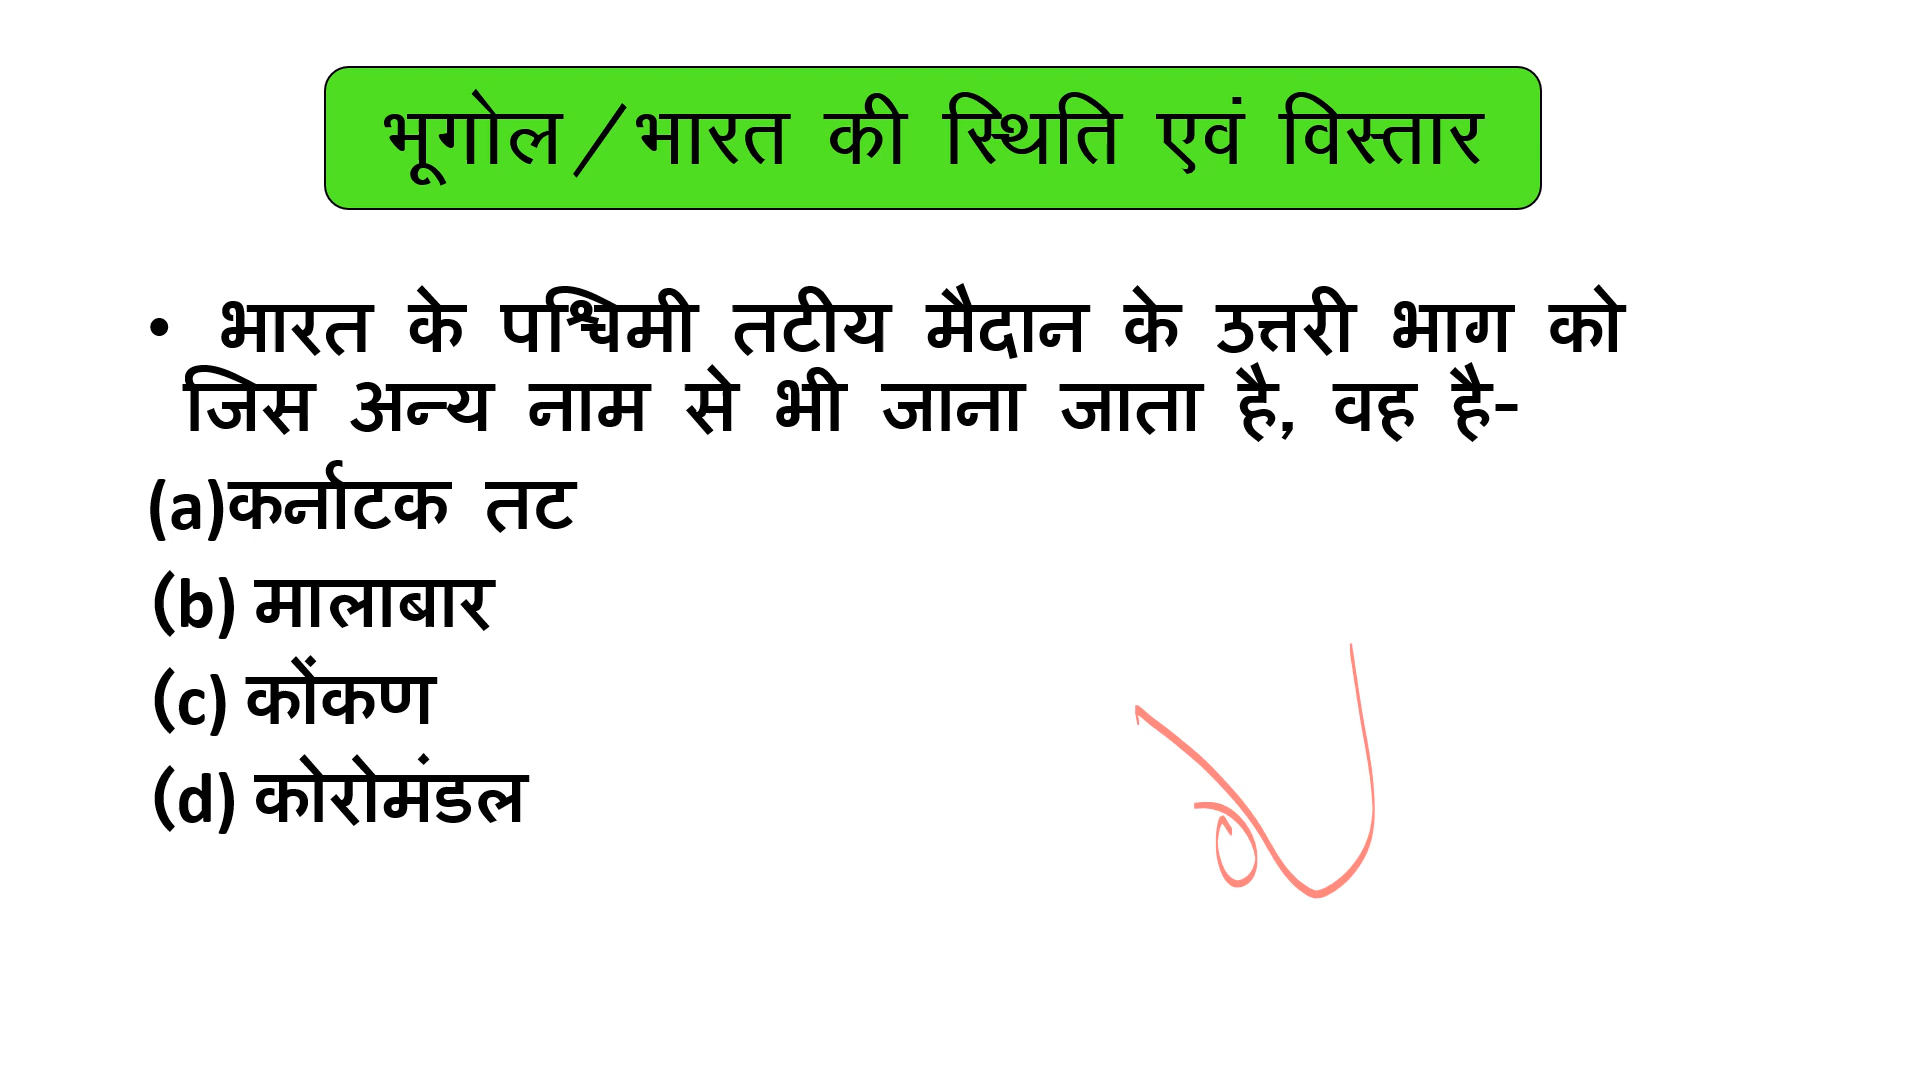 भूगोल/भारत की स्थिति एवं विस्तार
• भारत के पश्चिमी तटीय मैदान के उत्तरी भाग को
जिस अन्य नाम से भी जाना जाता है, वह है-
(a)कर्नाटक तट
(b) मालाबार
(c) कोंकण
(d) कोरोमंडल